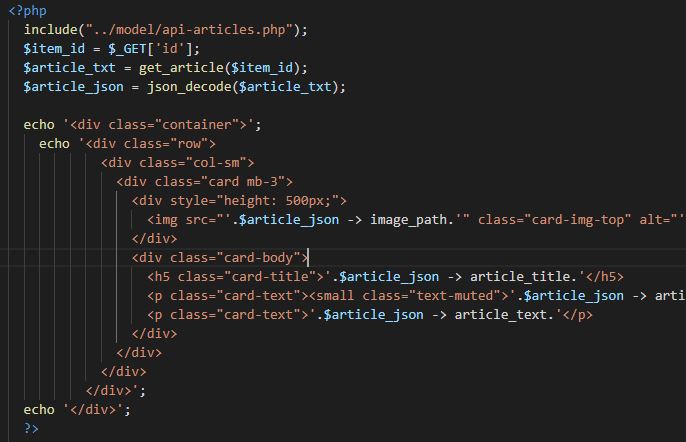 <?php
include("../model/api-articles.php");
$item_id = $_GET['id'];
$article_txt = get_article($item_id);
$article_json = json_decode($article_txt);
echo '<div class="container">';
echo '<div class="row">
<div class="col-sm">
<div class="card mb-3">
<div style="height: 500px;">
<img src="'.$article_json -> image_path.'" class="card-img-top" alt="'
</div>
<div class="card-body">
<h5 class="card-title">'.$article_json -> article_title.'</h5>
<p class="card-text"><small class="text-muted">'.$article_json -> arti
<p class="card-text">'.$article_json -> article_text.'</p>
</div>
</div>
</div>
</div>';
echo '</div>';
?>